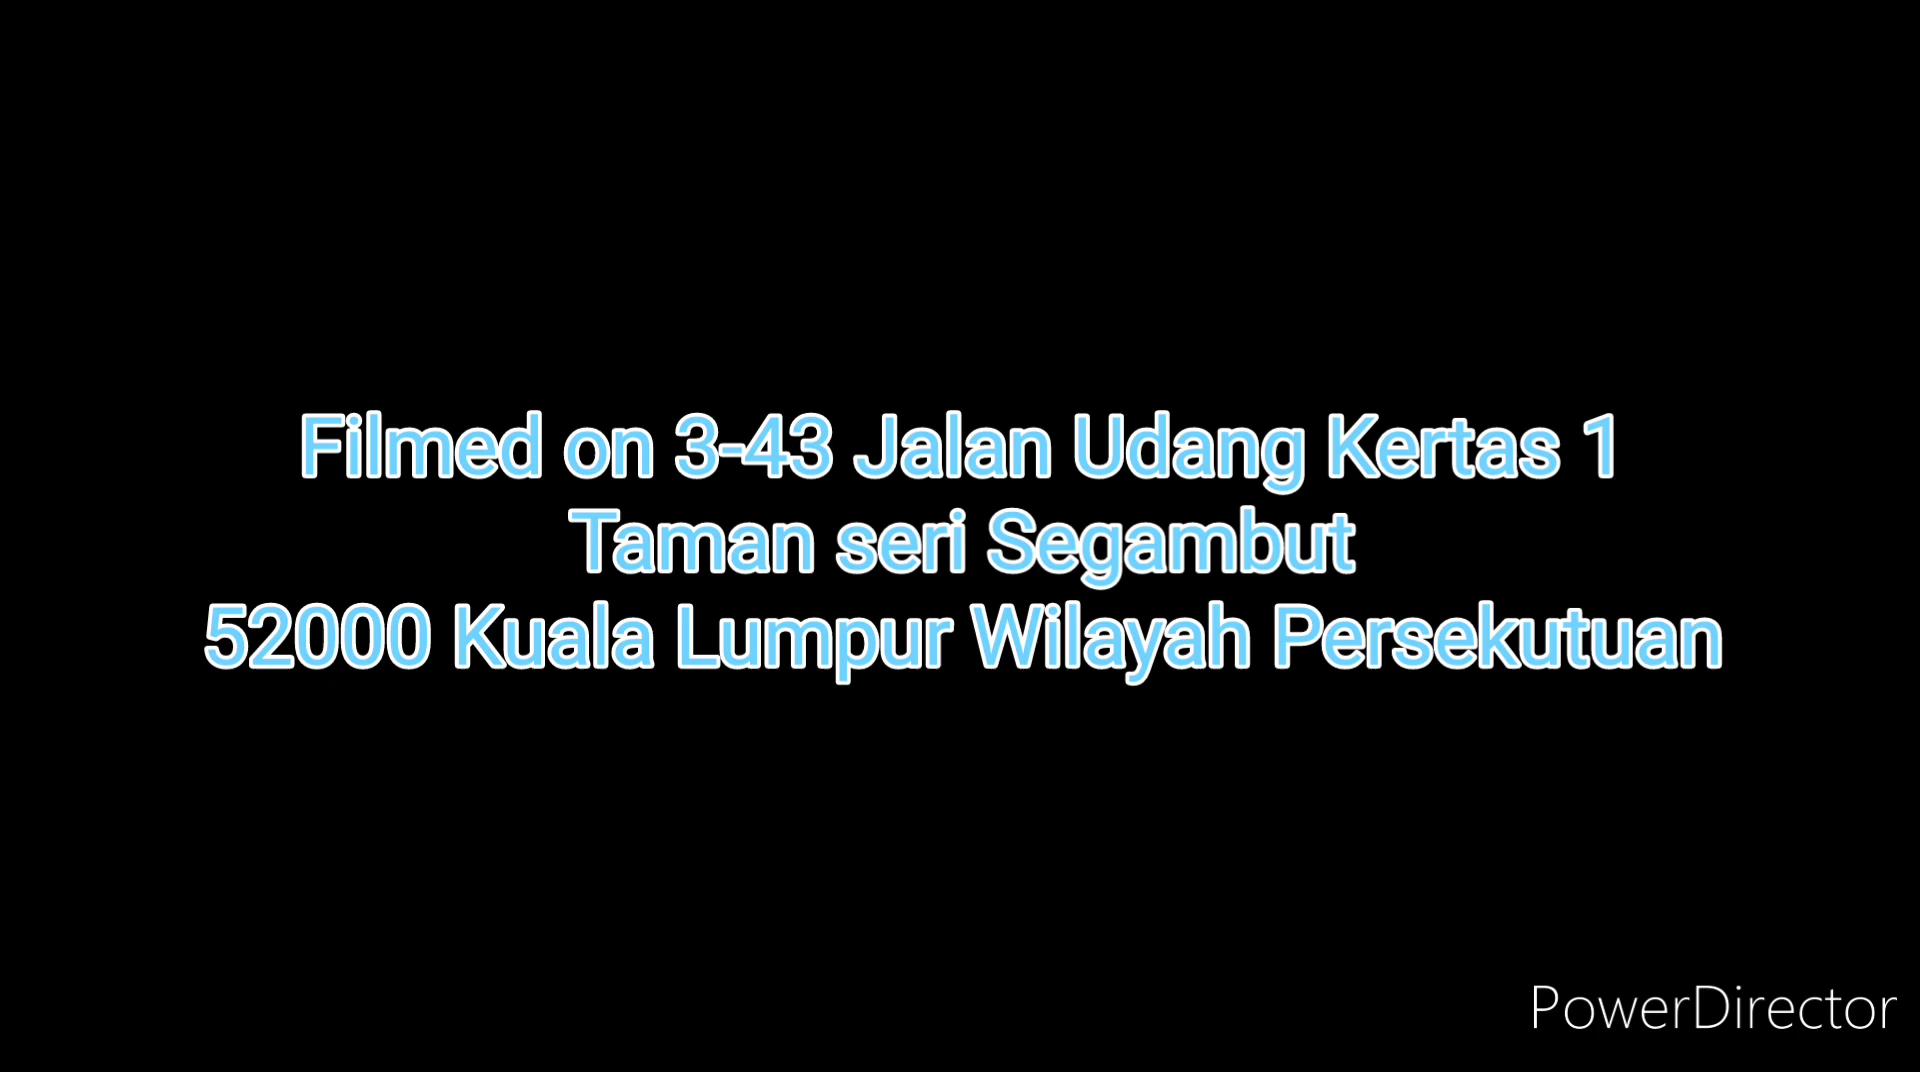 Filmed on 3-43 Jalan Udang Kertas 1
Taman seri Segambut
52000 Kuala Lumpur Wilayah Persekutuan
PowerDirector